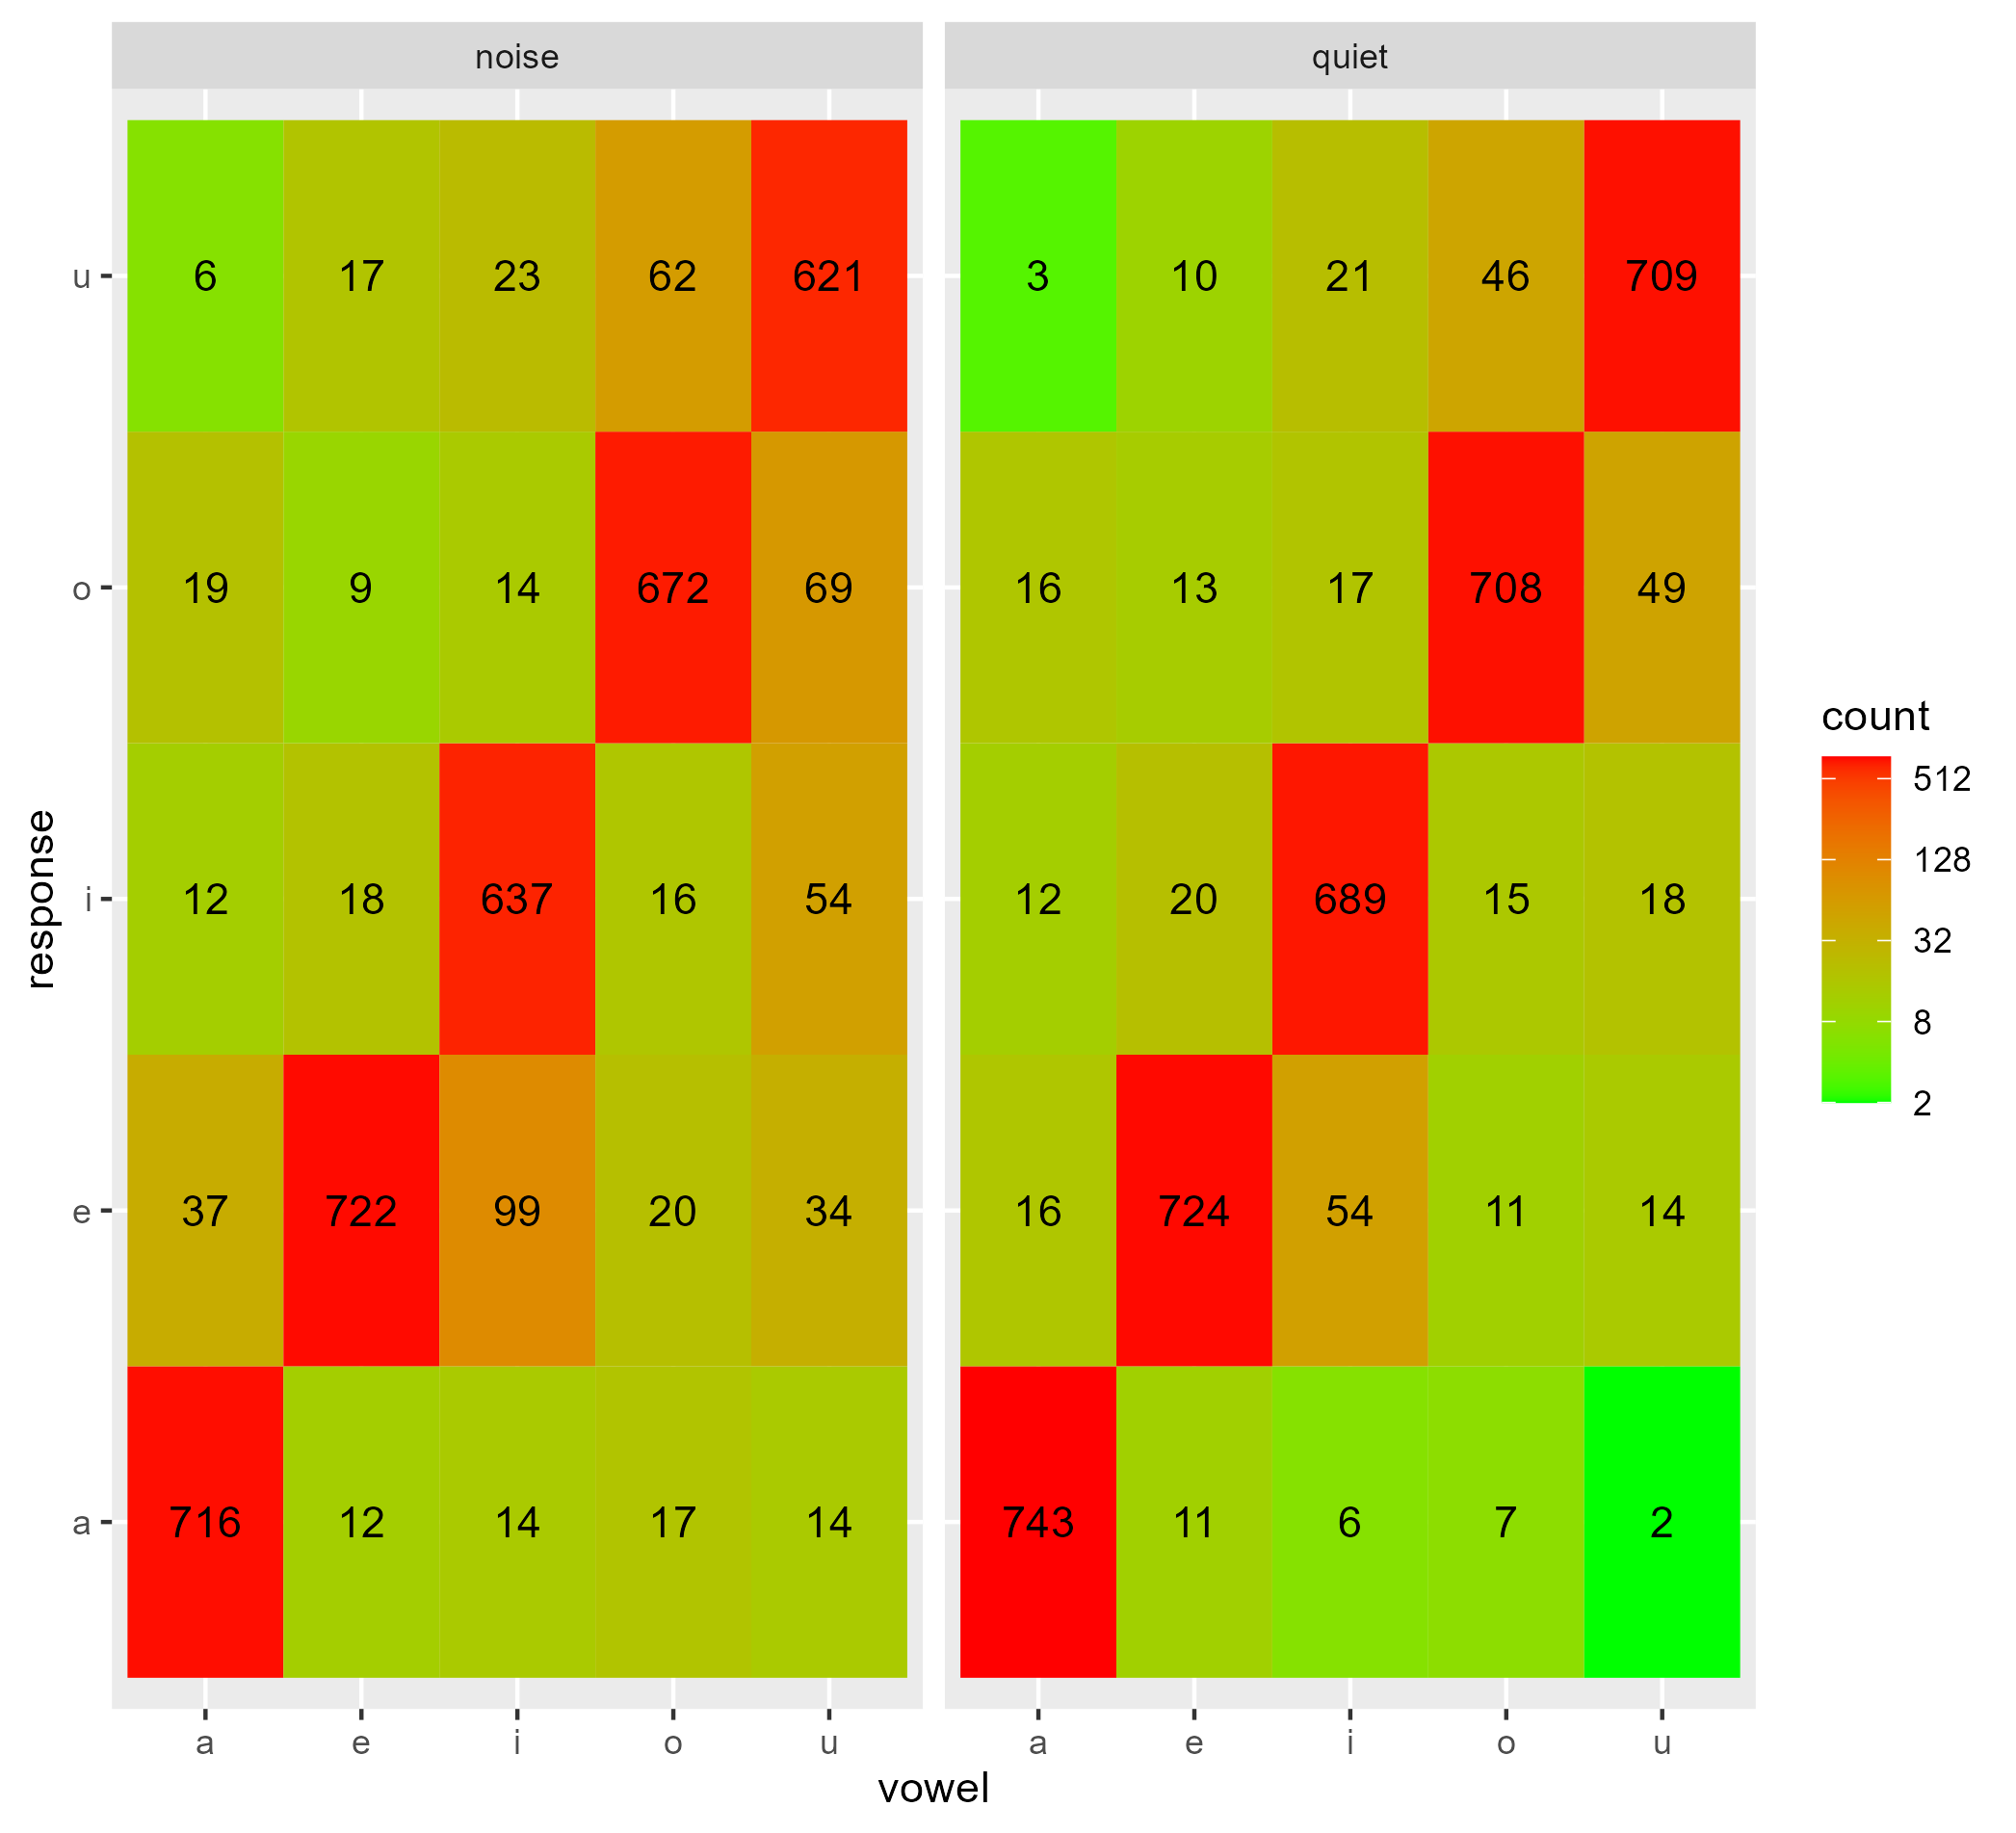 noise quiet
u 6 17 23 62 621 3 10 21 46 709
o 19 9 14 672 69 16 13 17 708 49
i 12 18 637 16 54 12 20 689 15 18
e 37 722 99 20 34 16 724 54 11 14
a 716 12 14 17 14 743 11 6 7 2
a e i o u a e i o u
vowel
response
count
512
128
32
8
2